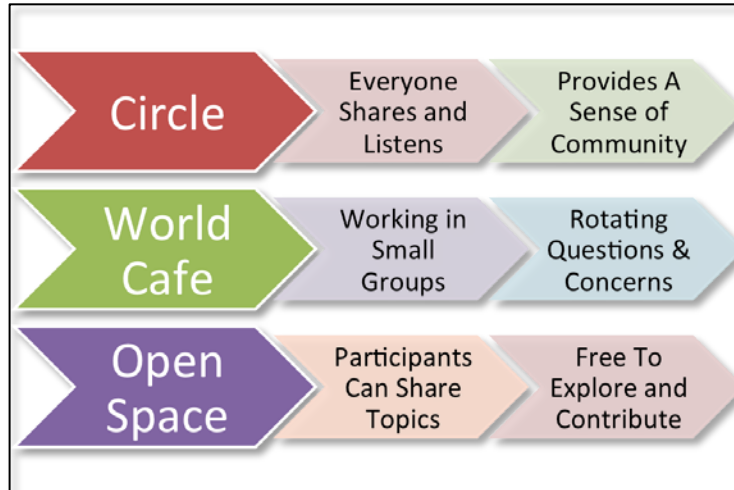 Circle
Everyone
Shares and
Listens
Provides A
Sense of
Community
World
Cafe
Working in
Small
Groups
Rotating
Questions &
Concerns
Open
Space
Participants
Can Share
Topics
Free To
Explore and
Contribute